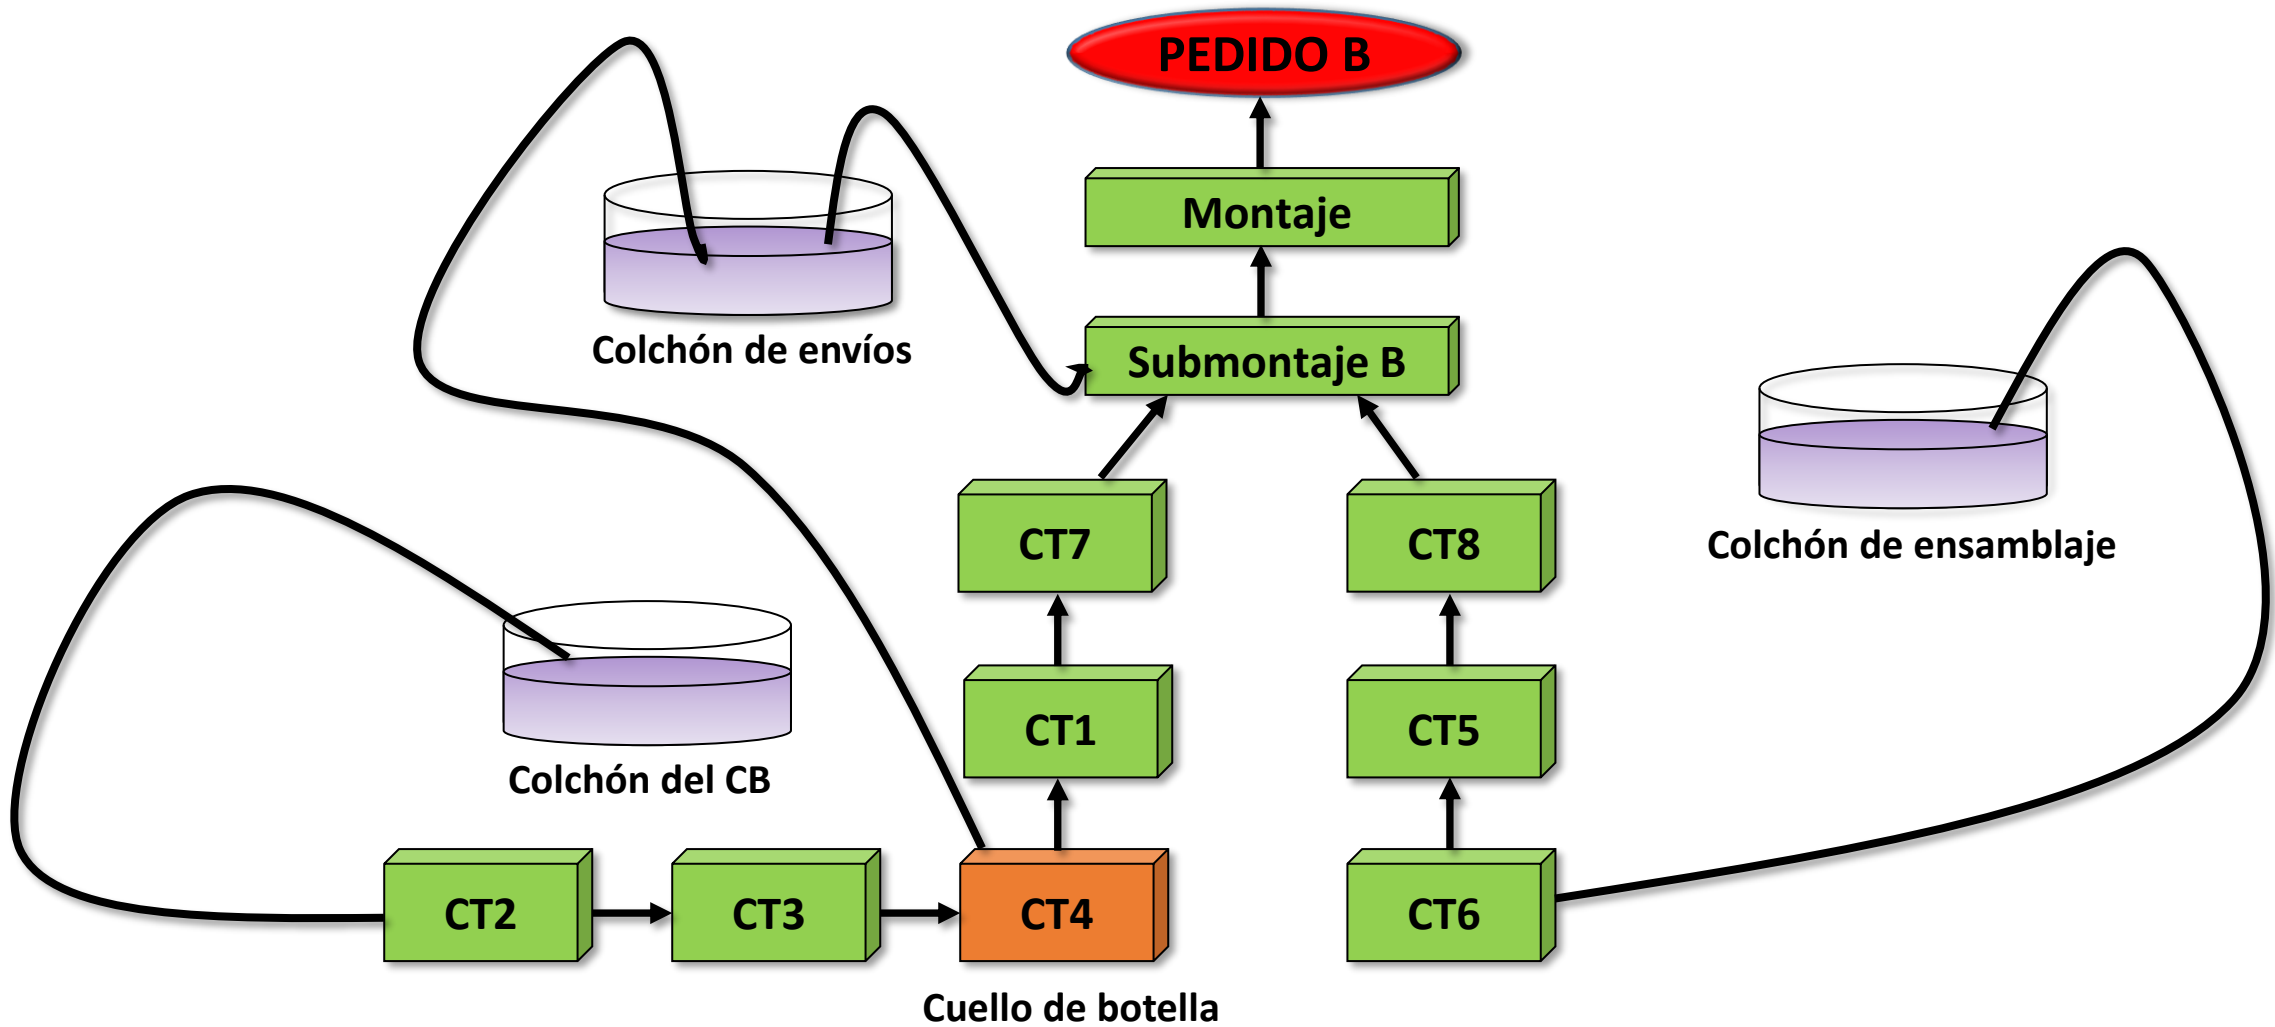 PEDIDO B
Montaje
Colchón de envíos
Submontaje B
CT7
CT8
Colchón de ensamblaje
CT1
CT5
Colchón del CB
CT2
CT3
CT4
CT6
Cuello de botella